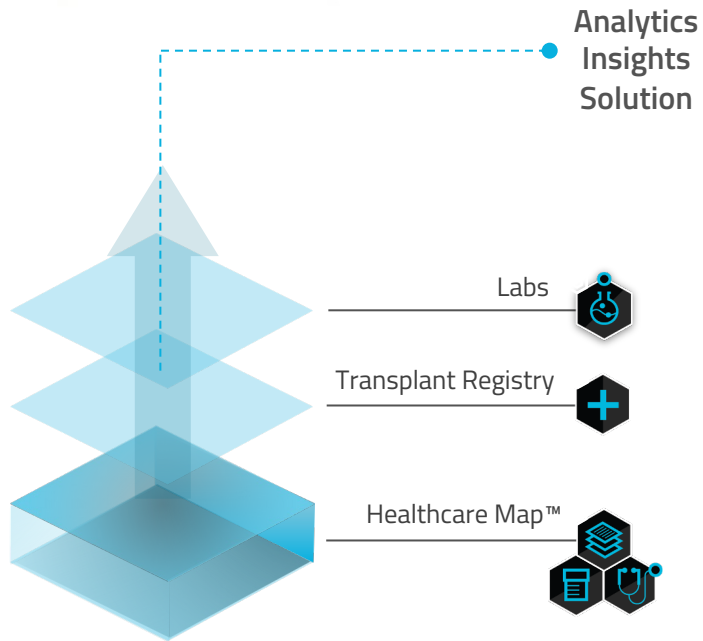 Analytics
Insights
Solution
Labs
Transplant Registry
Healthcare Map™